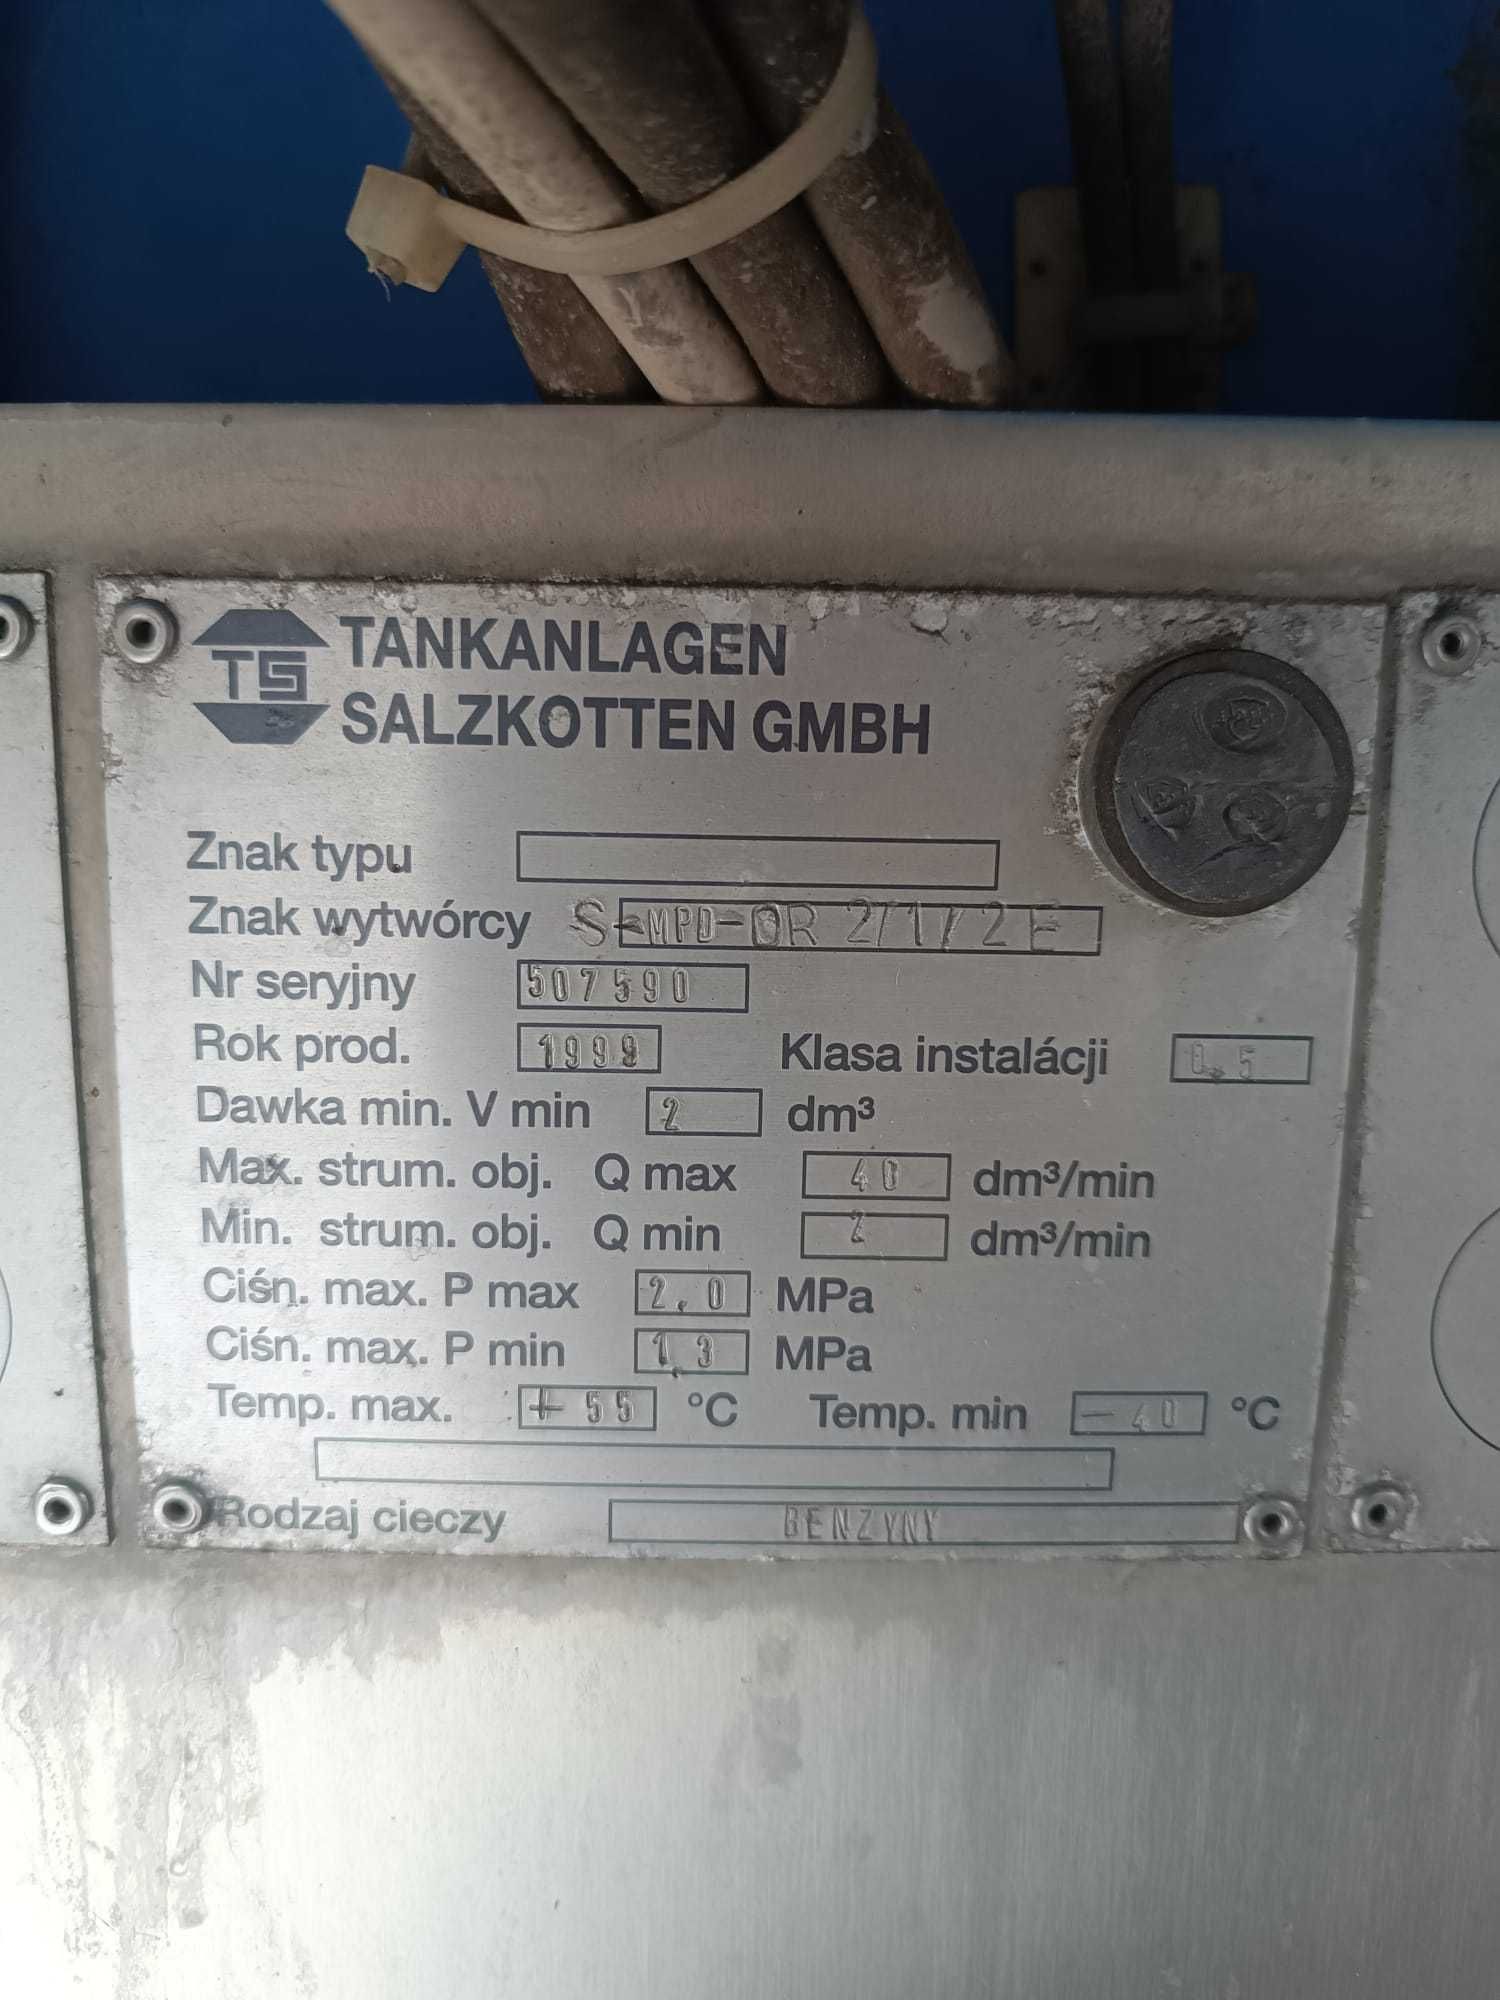 TS TANKANLAGEN
SALZKOTTEN GMBH
Znak typu
Znak wytwórcy S-MPD-DR 2/1/2E
Nr seryjny 507590
Rok prod. 1999 Klasa instalácji 0,5
Dawka min. V min 2 dm³
Max. strum. obj. Q max 40 dm³/min
Min. strum. obj. Q min 2 dm³/min
Ciśn. max. P max 2,0 MPa
Ciśn. max. P min 1,3 MPa
Temp. max. +55 °C Temp. min -40 °C
Rodzaj cieczy BENZYNY